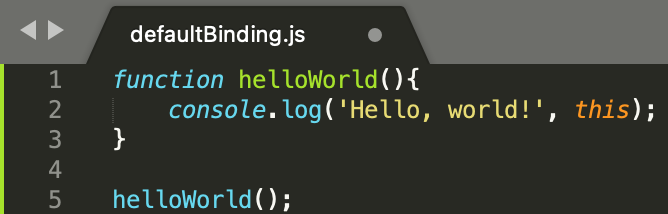 defaultBinding.js
1 function helloWorld(){
2     console.log('Hello, world!', this);
3 }
4
5 helloWorld();